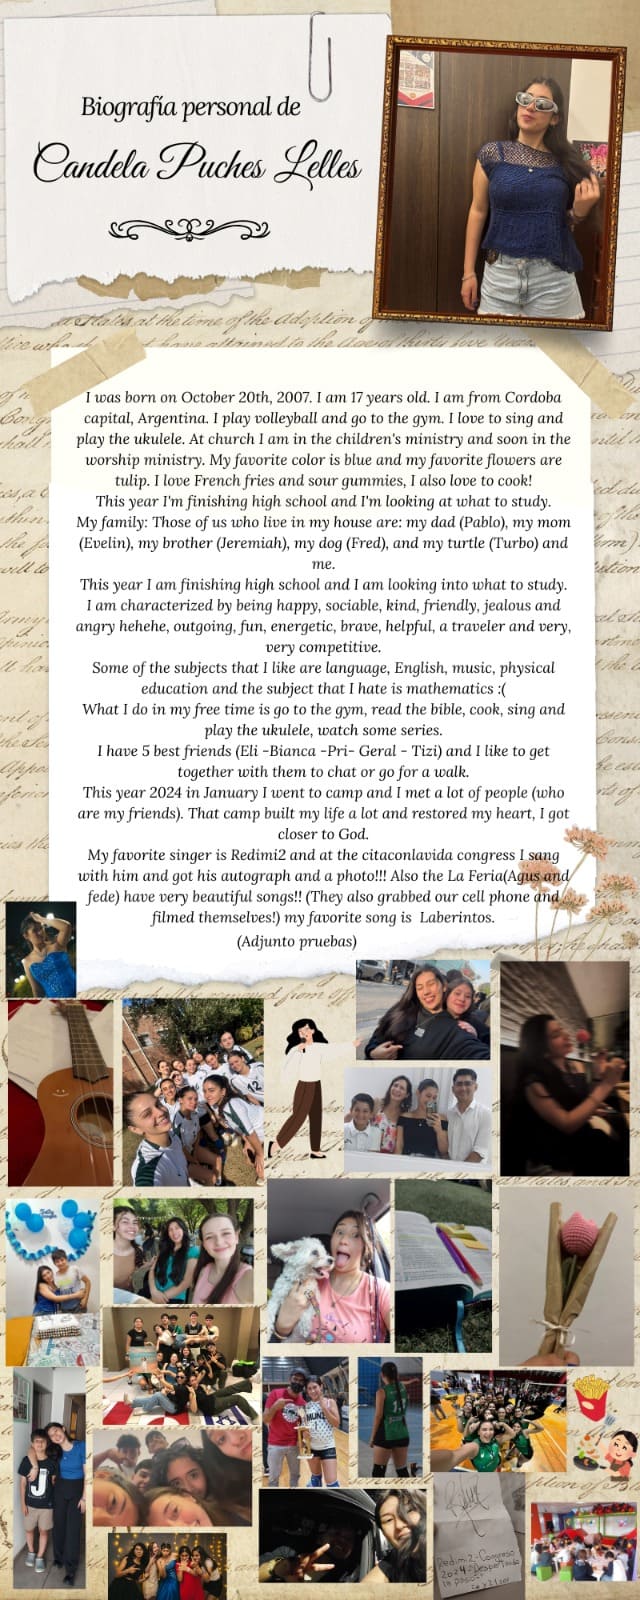 Biografía personal de
Candela Puches Lelles
I was born on October 20th, 2007. I am 17 years old. I am from Cordoba
capital, Argentina. I play volleyball and go to the gym. I love to sing and
play the ukulele. At church I am in the children's ministry and soon in the
worship ministry. My favorite color is blue and my favorite flowers are
tulip. I love French fries and sour gummies, I also love to cook!
This year I'm finishing high school and I'm looking at what to study.
My family: Those of us who live in my house are: my dad (Pablo), my mom
(Evelin), my brother (Jeremiah), my dog (Fred), and my turtle (Turbo) and
me.
This year I am finishing high school and I am looking into what to study.
I am characterized by being happy, sociable, kind, friendly, jealous and
angry hehehe, outgoing, fun, energetic, brave, helpful, a traveler and very,
very competitive.
Some of the subjects that I like are language, English, music, physical
education and the subject that I hate is mathematics :(
What I do in my free time is go to the gym, read the bible, cook, sing and
play the ukulele, watch some series.
I have 5 best friends (Eli -Bianca -Pri- Geral - Tizi) and I like to get
together with them to chat or go for a walk.
This year 2024 in January I went to camp and I met a lot of people (who
are my friends). That camp built my life a lot and restored my heart, I got
closer to God.
My favorite singer is Redimi2 and at the citaconlavida congress I sang
with him and got his autograph and a photo!!! Also the La Feria(Agus and
fede) have very beautiful songs!! (They also grabbed our cell phone and
filmed themselves!) my favorite song is Laberintos.
(Adjunto pruebas)
Redimi2-Congreso
2024